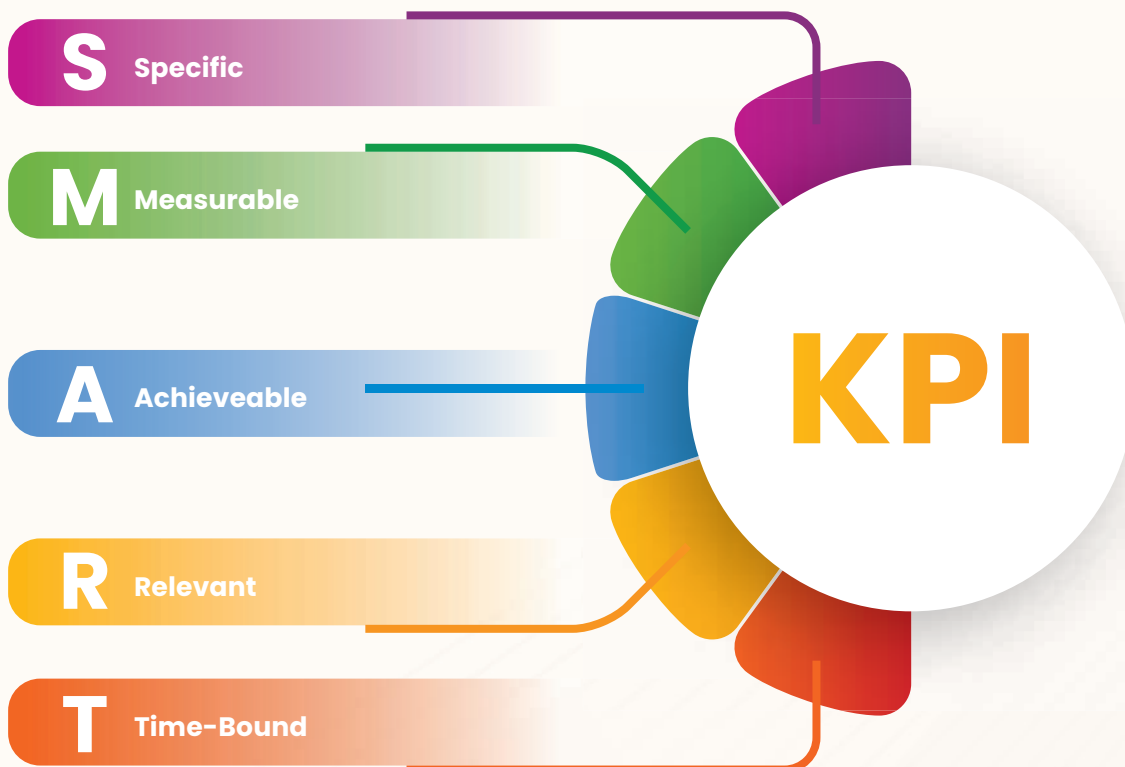 S Specific
M Measurable
A Achieveable
KPI
R Relevant
T Time-Bound